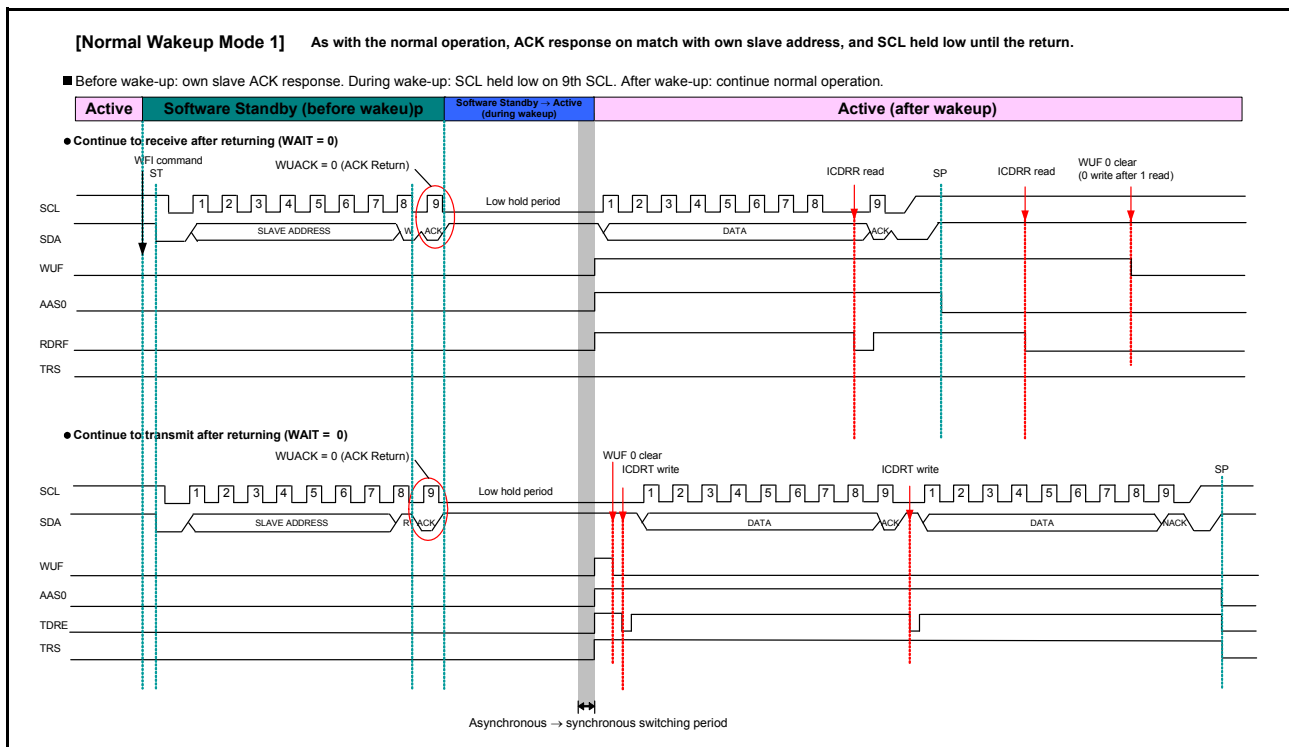 [Normal Wakeup Mode 1] As with the normal operation, ACK response on match with own slave address, and SCL held low until the return.
■ Before wake-up: own slave ACK response. During wake-up: SCL held low on 9th SCL. After wake-up: continue normal operation.
Active Software Standby (before wakeu)p Software Standby → Active (during wakeup) Active (after wakeup)
● Continue to receive after returning (WAIT = 0)
WFI command
ST
WUACK = 0 (ACK Return)
ICDRR read
SP
ICDRR read
WUF 0 clear
(0 write after 1 read)
SCL 1 2 3 4 5 6 7 8 9 Low hold period 1 2 3 4 5 6 7 8 9
SDA SLAVE ADDRESS W ACK DATA ACK
WUF
AAS0
RDRF
TRS
● Continue to transmit after returning (WAIT = 0)
WUACK = 0 (ACK Return)
WUF 0 clear
ICDRT write
ICDRT write
SP
SCL 1 2 3 4 5 6 7 8 9 Low hold period 1 2 3 4 5 6 7 8 9 1 2 3 4 5 6 7 8 9
SDA SLAVE ADDRESS R ACK DATA ACK DATA NACK
WUF
AAS0
TDRE
TRS
Asynchronous → synchronous switching period